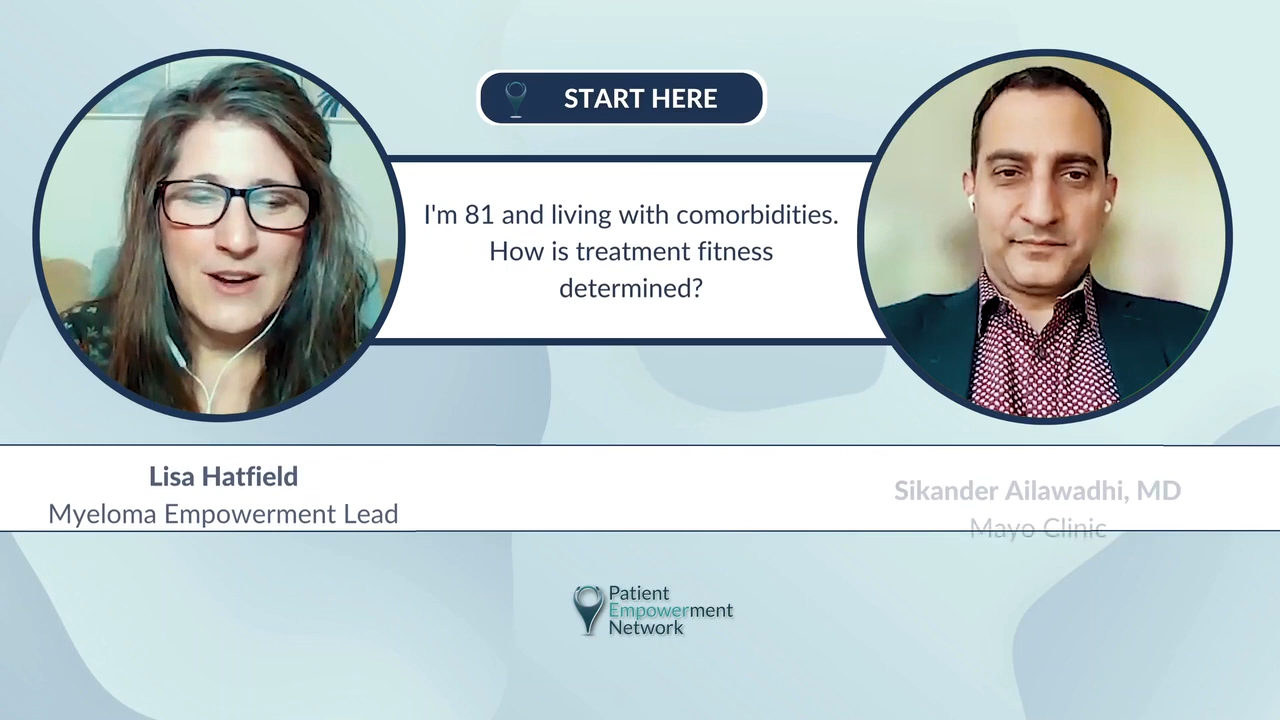 START HERE
I'm 81 and living with comorbidities.
How is treatment fitness
determined?
Lisa Hatfield
Myeloma Empowerment Lead
Sikander Ailawadhi, MD
Mayo Clinic
Patient
Empowerment
Network